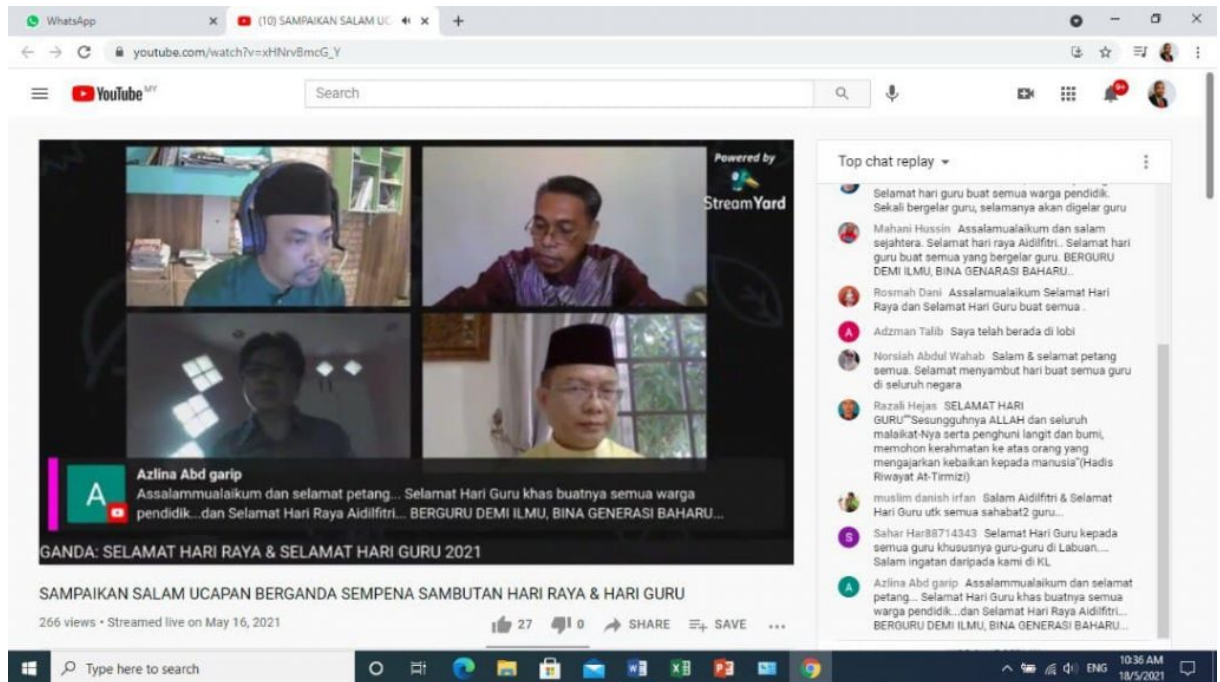 WhatsApp
(10) SAMPAIKAN SALAM UC
youtube.com/watch?v=xHNrvBmcG_Y
YouTube MY
Search
9+
Powered by
StreamYard
A
Azlina Abd garip
Assalammualaikum dan selamat petang... Selamat Hari Guru khas buatnya semua warga
pendidik...dan Selamat Hari Raya Aidilfitri... BERGURU DEMI ILMU, BINA GENERASI BAHARU...
GANDA: SELAMAT HARI RAYA & SELAMAT HARI GURU 2021
SAMPAIKAN SALAM UCAPAN BERGANDA SEMPENA SAMBUTAN HARI RAYA & HARI GURU
266 views • Streamed live on May 16, 2021
27
0
SHARE
SAVE
Top chat replay
Selamat hari guru buat semua warga pendidik.
Sekali bergelar guru, selamanya akan digelar guru
Mahani Hussin Assalamualaikum dan salam
sejahtera. Selamat hari raya Aidilfitri.. Selamat hari
guru buat semua yang bergelar guru. BERGURU
DEMI ILMU, BINA GENARASI BAHARU...
Rosmah Dani Assalamualaikum Selamat Hari
Raya dan Selamat Hari Guru buat semua .
A
Adzman Talib Saya telah berada di lobi
Norsiah Abdul Wahab Salam & selamat petang
semua. Selamat menyambut hari buat semua guru
di seluruh negara
Razali Hejas SELAMAT HARI
GURU""Sesungguhnya ALLAH dan seluruh
malaikat-Nya serta penghuni langit dan bumi,
memohon kerahmatan ke atas orang yang
mengajarkan kebaikan kepada manusia"(Hadis
Riwayat At-Tirmizi)
muslim danish irfan Salam Aidilfitri & Selamat
Hari Guru utk semua sahabat2 guru...
S
Sahar Har88714343 Selamat Hari Guru kepada
semua guru khususnya guru-guru di Labuan....
Salam ingatan daripada kami di KL
A
Azlina Abd garip Assalammualaikum dan selamat
petang... Selamat Hari Guru khas buatnya semua
warga pendidik...dan Selamat Hari Raya Aidilfitri...
BERGURU DEMI ILMU, BINA GENERASI BAHARU...
Type here to search
ENG
10:36 AM
18/5/2021